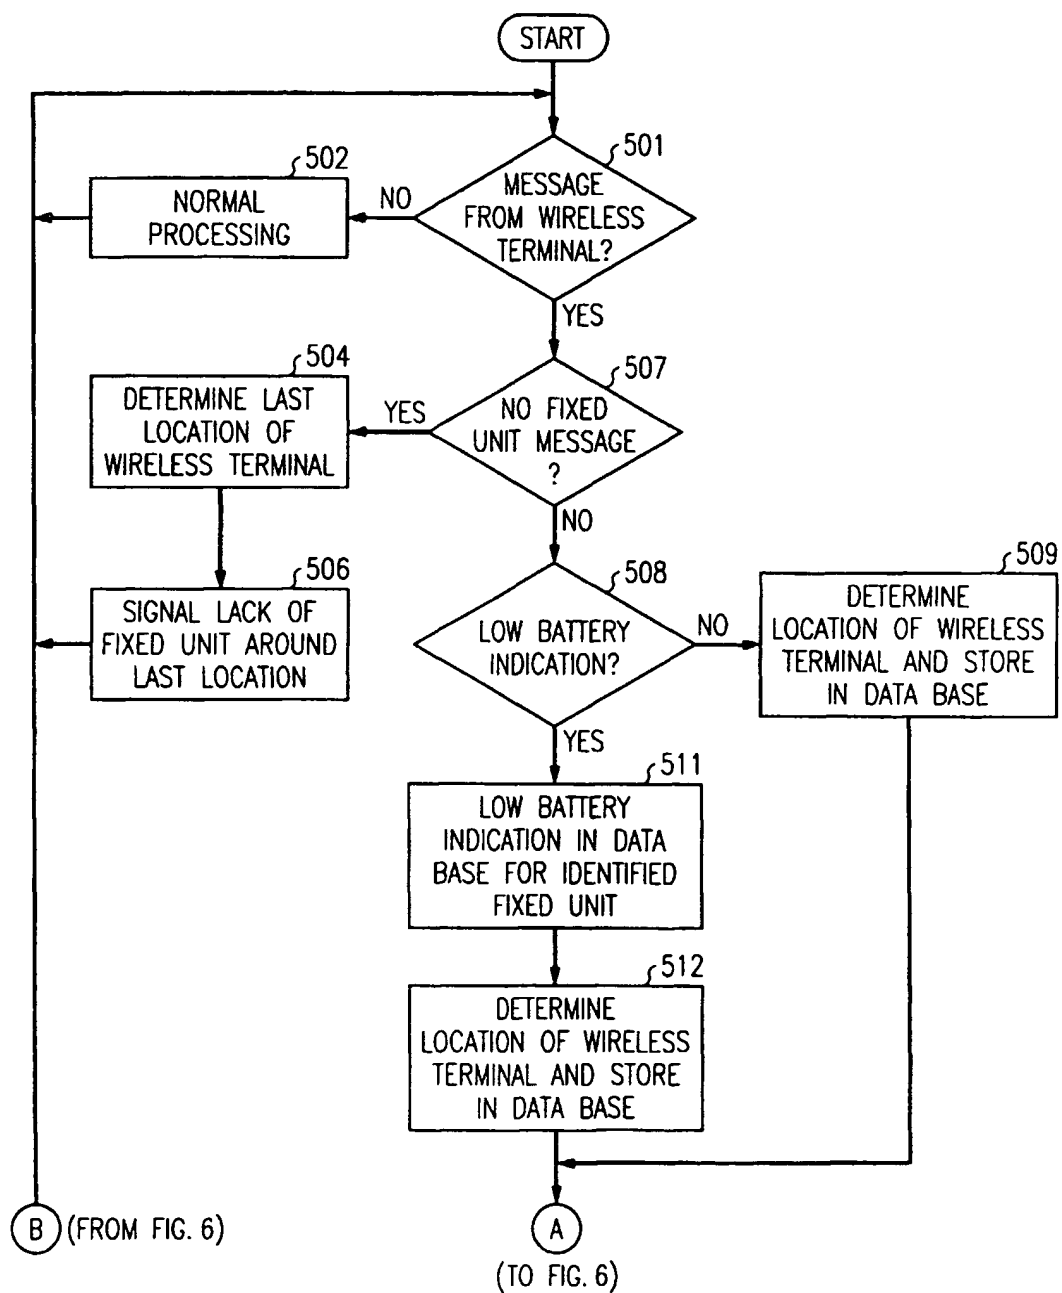 START
501
MESSAGE
FROM WIRELESS
TERMINAL?
NO
502
NORMAL
PROCESSING
YES
507
NO FIXED
UNIT MESSAGE
?
YES
504
DETERMINE LAST
LOCATION OF
WIRELESS TERMINAL
506
SIGNAL LACK OF
FIXED UNIT AROUND
LAST LOCATION
NO
508
LOW BATTERY
INDICATION?
NO
509
DETERMINE
LOCATION OF WIRELESS
TERMINAL AND STORE
IN DATA BASE
YES
511
LOW BATTERY
INDICATION IN DATA
BASE FOR IDENTIFIED
FIXED UNIT
512
DETERMINE
LOCATION OF WIRELESS
TERMINAL AND STORE
IN DATA BASE
B (FROM FIG. 6)
A
(TO FIG. 6)